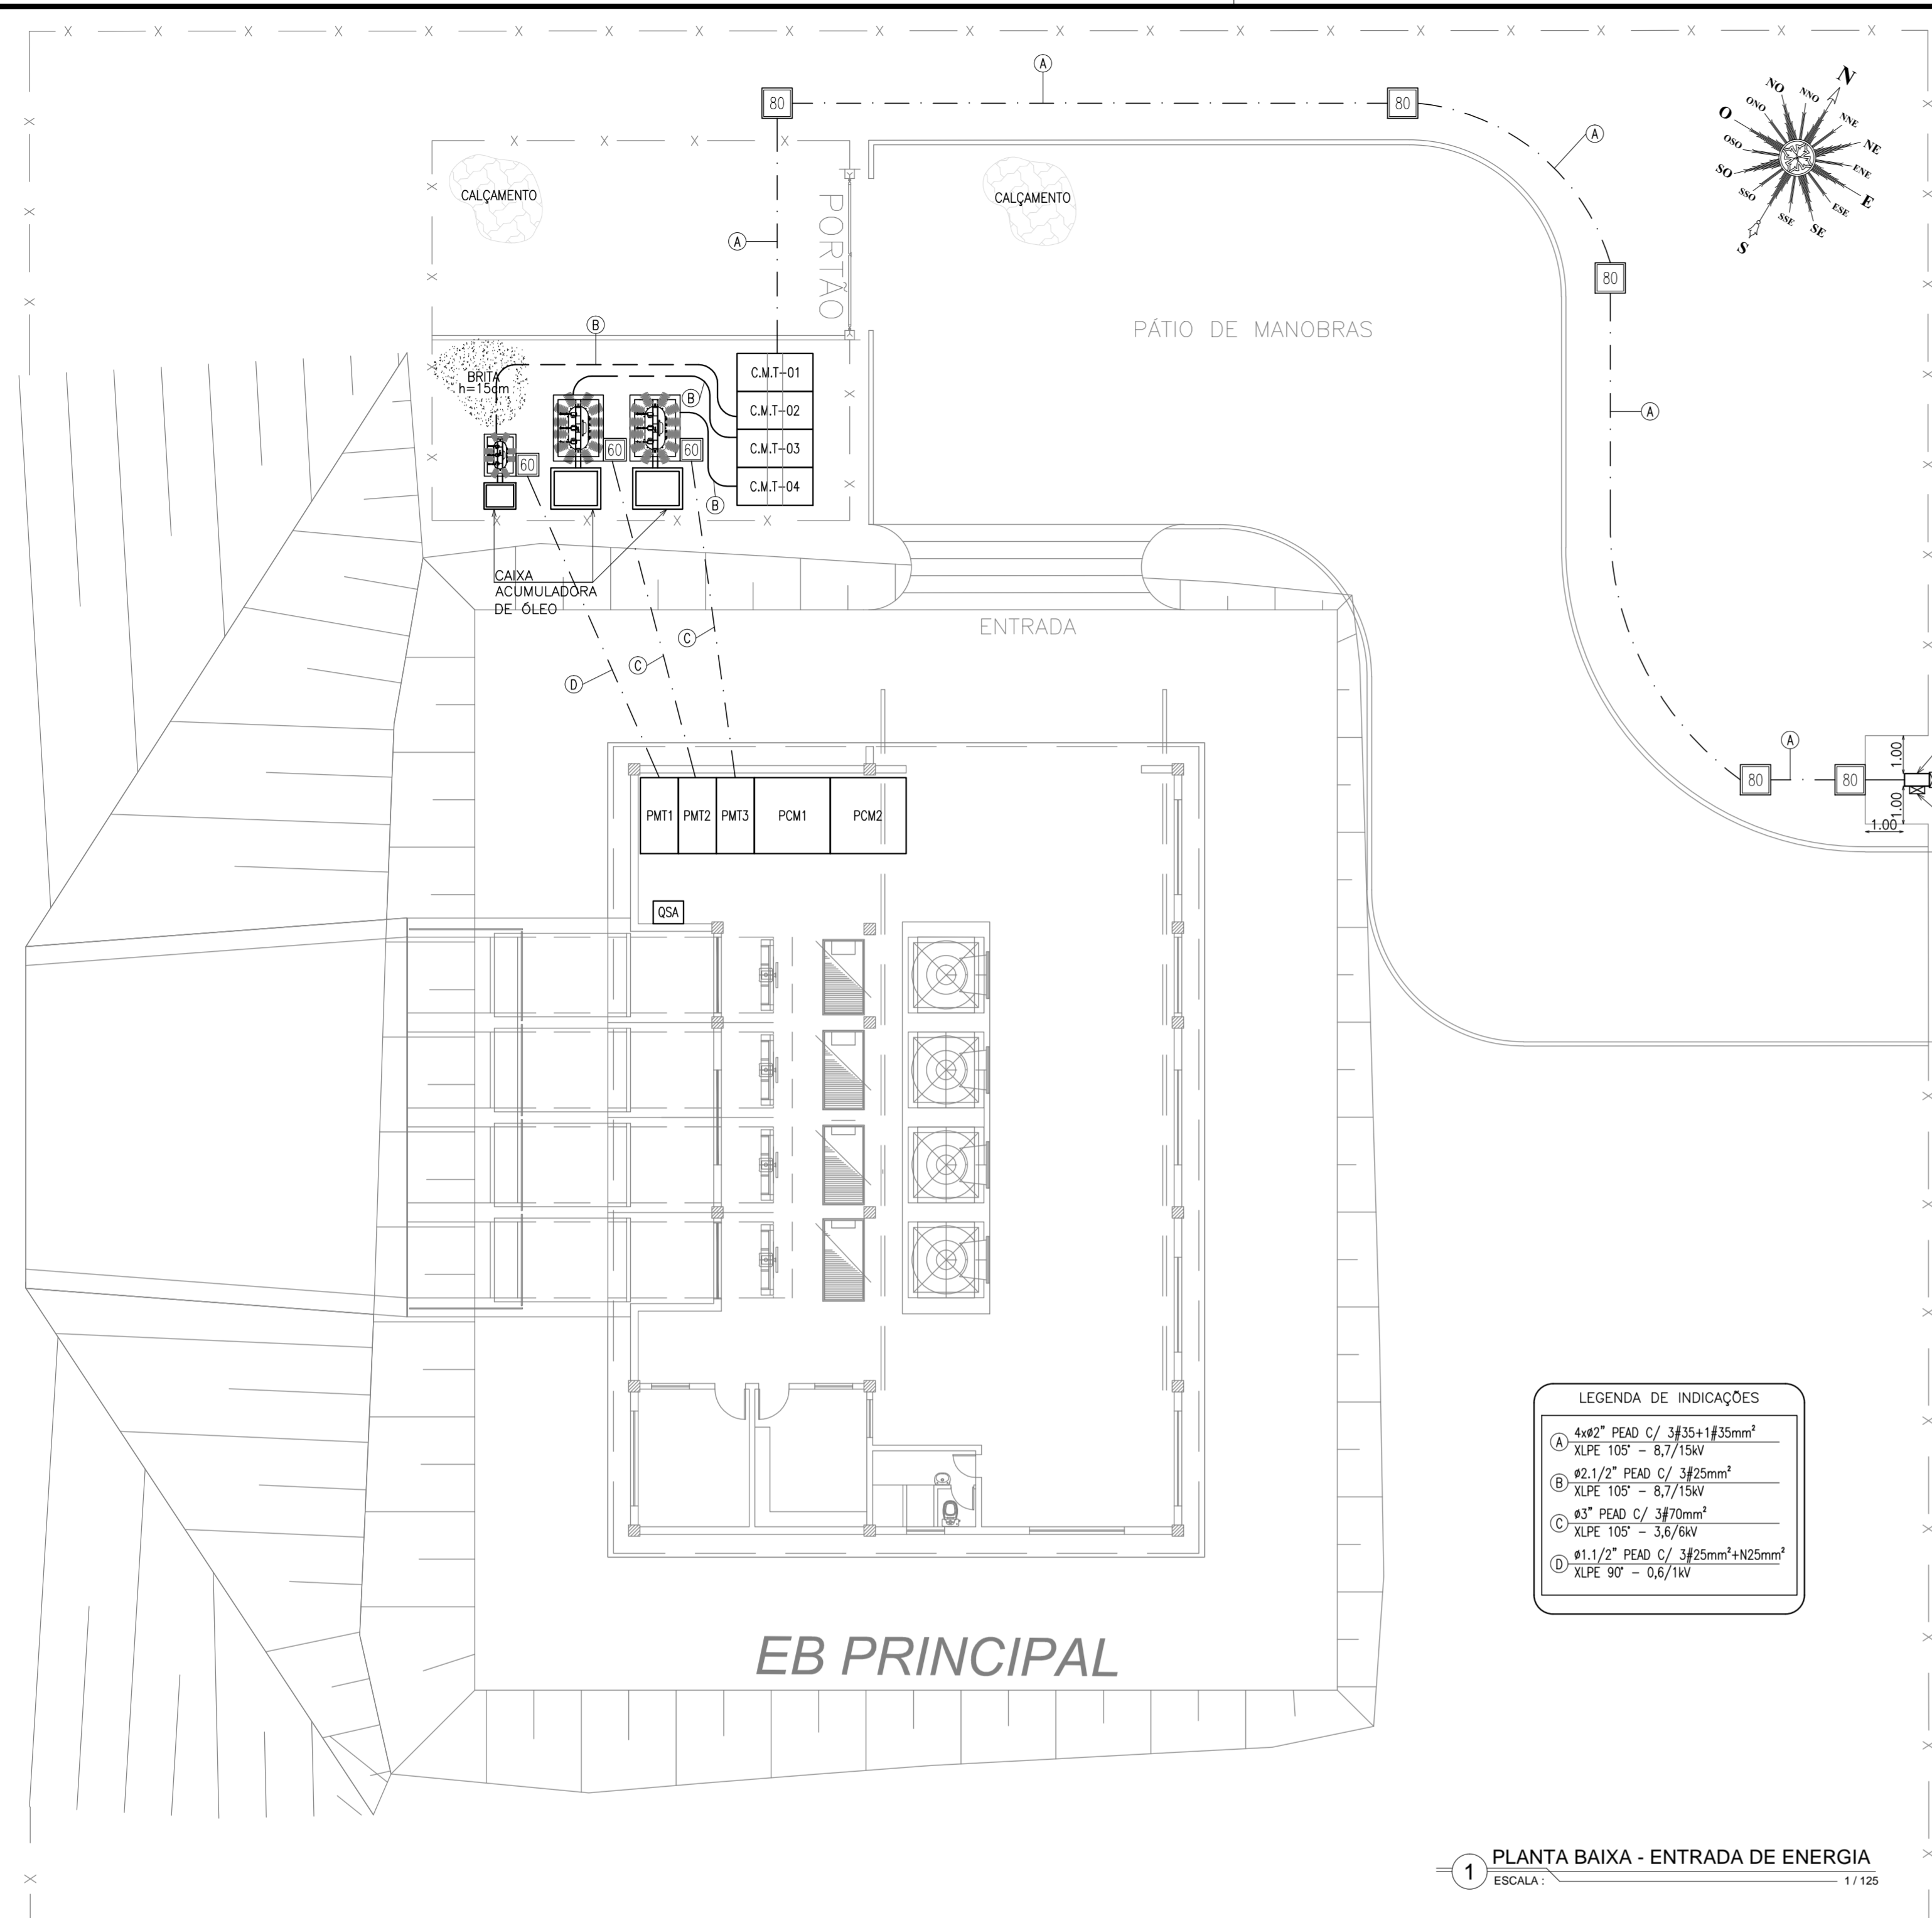 80
A
80
N
NO
NNO
ONO
NNE
O
NE
OSO
ENE
SO
E
SSO
ESE
SSE
SE
S
A
CALÇAMENTO
CALÇAMENTO
PORTÃO
A
80
PÁTIO DE MANOBRAS
B
BRITA
h=15cm
C.M.T-01
C.M.T-02
C.M.T-03
C.M.T-04
B
A
60
60
60
B
CAIXA
ACUMULADORA
DE ÓLEO
ENTRADA
C
C
D
A
80
80
1.00
1.00
1.00
PMT1
PMT2
PMT3
PCM1
PCM2
QSA
LEGENDA DE INDICAÇÕES
A 4xø2" PEAD C/ 3#35+1#35mm²
XLPE 105° - 8,7/15kV
B ø2.1/2" PEAD C/ 3#25mm²
XLPE 105° - 8,7/15kV
C ø3" PEAD C/ 3#70mm²
XLPE 105° - 3,6/6kV
D ø1.1/2" PEAD C/ 3#25mm²+N25mm²
XLPE 90° - 0,6/1kV
EB PRINCIPAL
1 PLANTA BAIXA - ENTRADA DE ENERGIA
ESCALA : 1 / 125